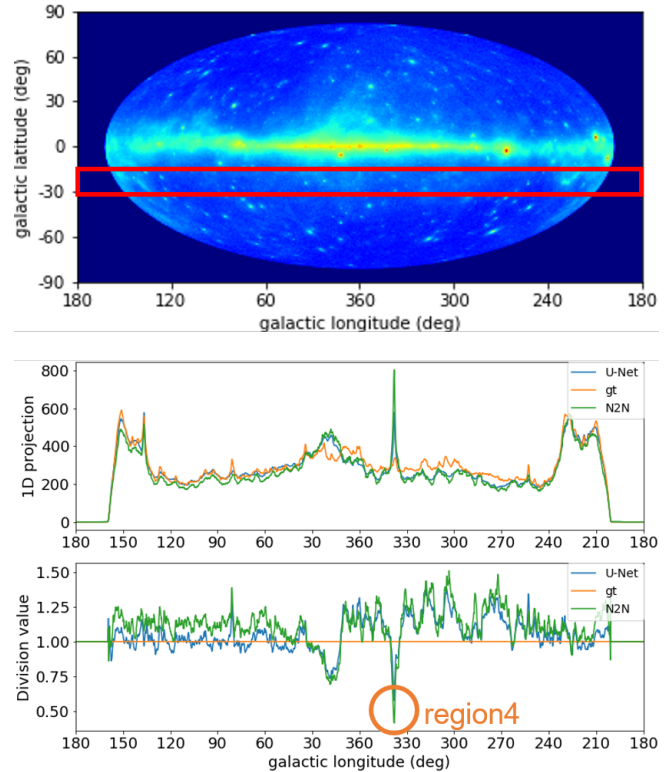 90
60
30
0
-30
-60
-90
galactic latitude (deg)
180 120 60 360 300 240 180
galactic longitude (deg)
800
600
400
200
0
1D projection
U-Net
gt
N2N
180 150 120 90 60 30 360 330 300 270 240 210 180
1.50
1.25
1.00
0.75
0.50
Division value
U-Net
gt
N2N
region4
180 150 120 90 60 30 360 330 300 270 240 210 180
galactic longitude (deg)